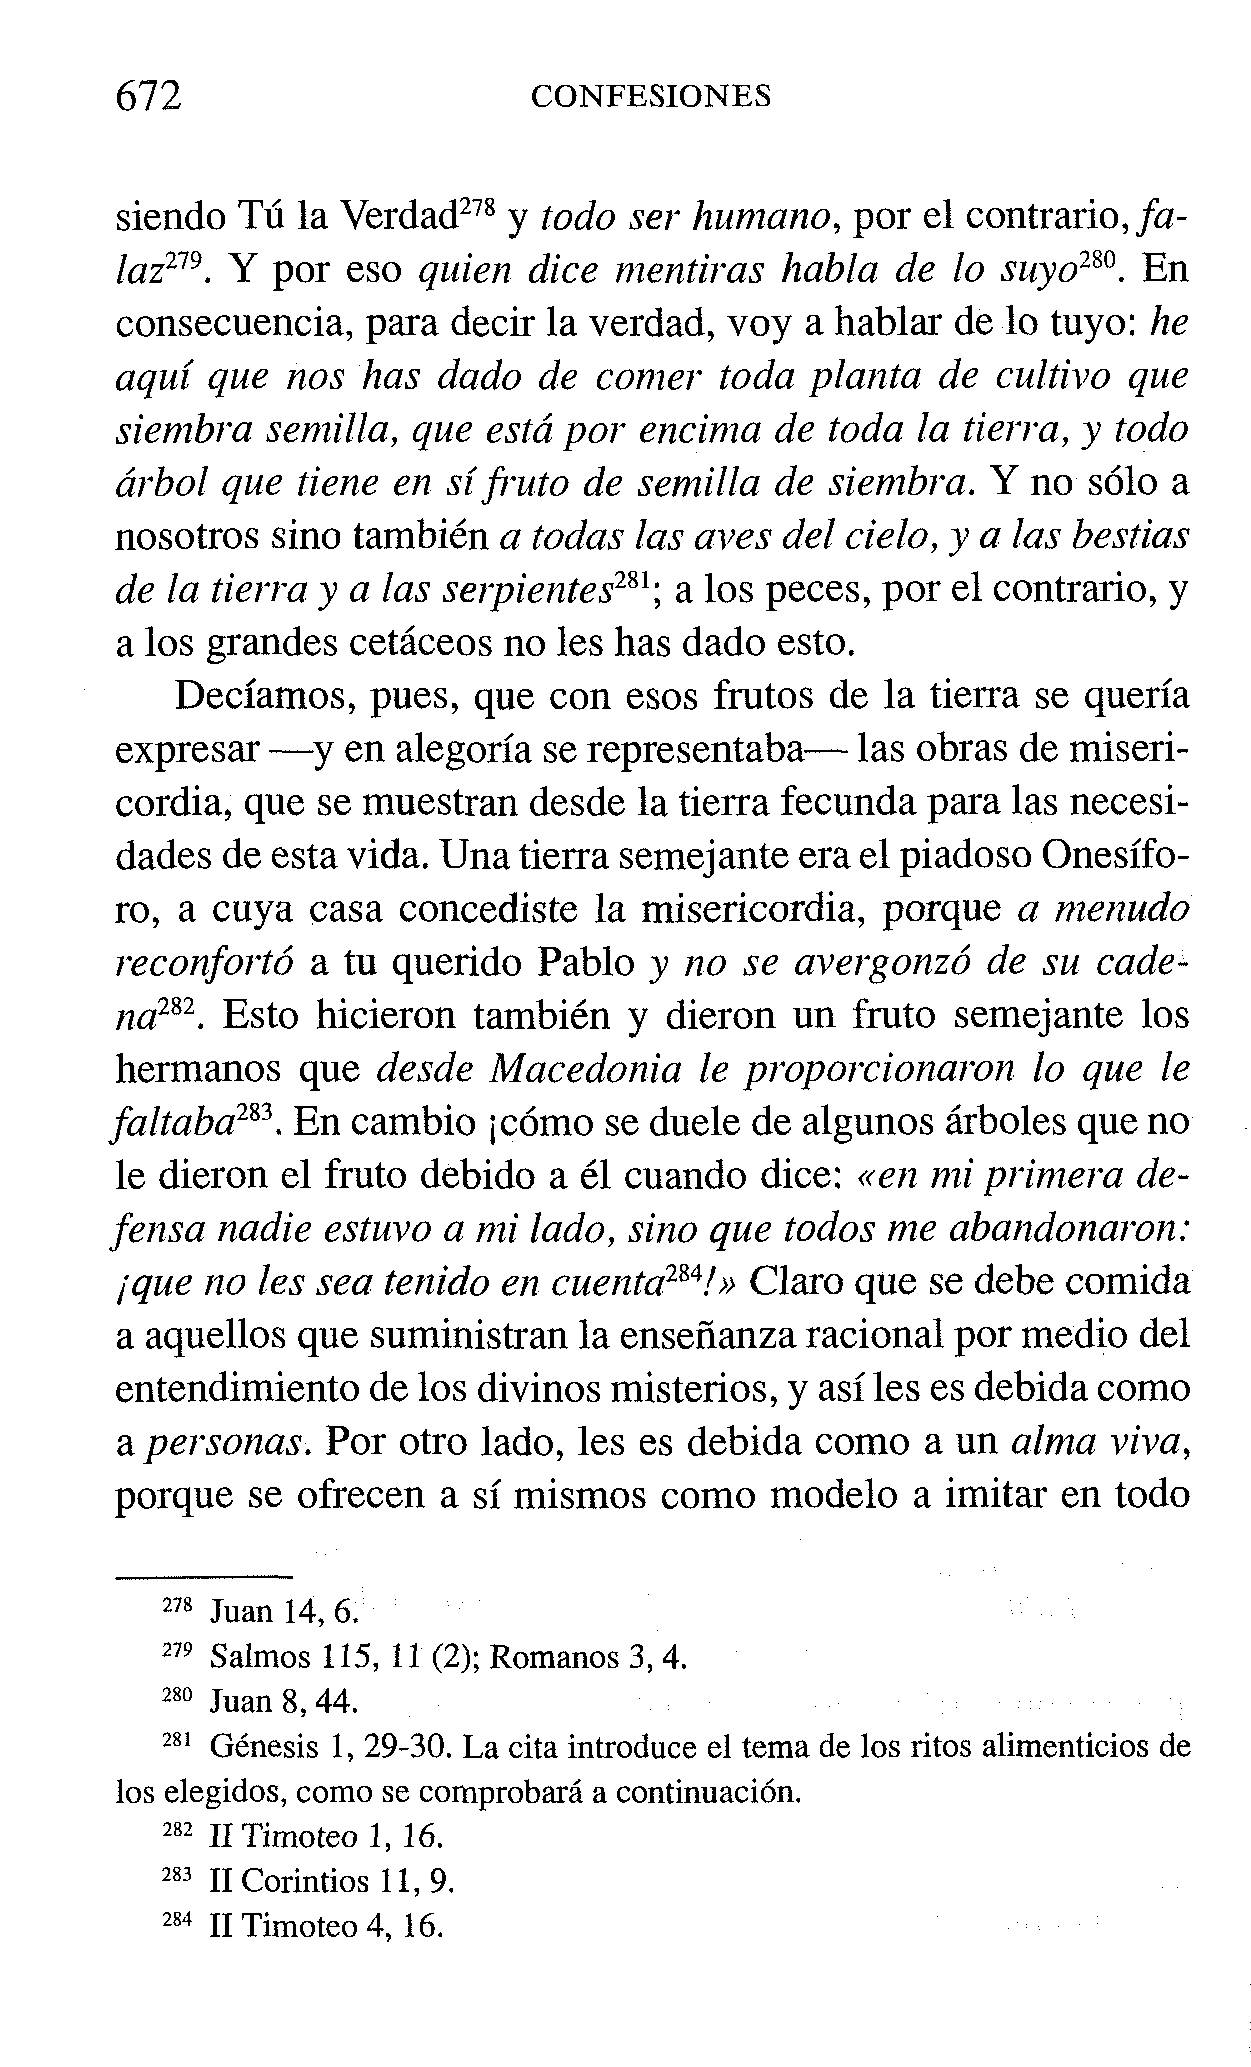 672 CONFESIONES
siendo Tú la Verdad²⁷⁸ y todo ser humano, por el contrario, fa-
laz²⁷⁹. Y por eso quien dice mentiras habla de lo suyo²⁸⁰. En
consecuencia, para decir la verdad, voy a hablar de lo tuyo: he
aquí que nos has dado de comer toda planta de cultivo que
siembra semilla, que está por encima de toda la tierra, y todo
árbol que tiene en sí fruto de semilla de siembra. Y no sólo a
nosotros sino también a todas las aves del cielo, y a las bestias
de la tierra y a las serpientes²⁸¹; a los peces, por el contrario, y
a los grandes cetáceos no les has dado esto.
Decíamos, pues, que con esos frutos de la tierra se quería
expresar —y en alegoría se representaba— las obras de miseri-
cordia, que se muestran desde la tierra fecunda para las necesi-
dades de esta vida. Una tierra semejante era el piadoso Onesífo-
ro, a cuya casa concediste la misericordia, porque a menudo
reconfortó a tu querido Pablo y no se avergonzó de su cade-
na²⁸². Esto hicieron también y dieron un fruto semejante los
hermanos que desde Macedonia le proporcionaron lo que le
faltaba²⁸³. En cambio ¡cómo se duele de algunos árboles que no
le dieron el fruto debido a él cuando dice: «en mi primera de-
fensa nadie estuvo a mi lado, sino que todos me abandonaron:
¡que no les sea tenido en cuenta²⁸⁴!» Claro que se debe comida
a aquellos que suministran la enseñanza racional por medio del
entendimiento de los divinos misterios, y así les es debida como
a personas. Por otro lado, les es debida como a un alma viva,
porque se ofrecen a sí mismos como modelo a imitar en todo
²⁷⁸ Juan 14, 6.
²⁷⁹ Salmos 115, 11 (2); Romanos 3, 4.
²⁸⁰ Juan 8, 44.
²⁸¹ Génesis 1, 29-30. La cita introduce el tema de los ritos alimenticios de
los elegidos, como se comprobará a continuación.
²⁸² II Timoteo 1, 16.
²⁸³ II Corintios 11, 9.
²⁸⁴ II Timoteo 4, 16.